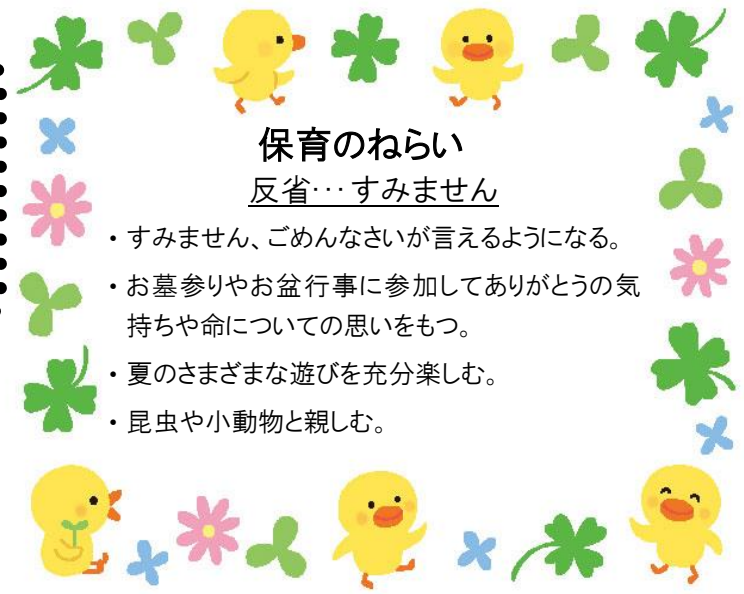 保育のねらい
反省…すみません
・すみません、ごめんなさいが言えるようになる。
・お墓参りやお盆行事に参加してありがとうの気
持ちや命についての思いをもつ。
・夏のさまざまな遊びを充分楽しむ。
・昆虫や小動物と親しむ。